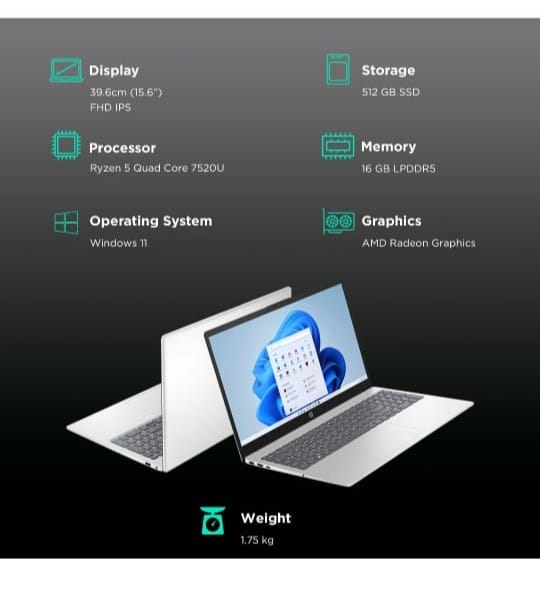 Display
39.6cm (15.6")
FHD IPS
Storage
512 GB SSD
Processor
Ryzen 5 Quad Core 7520U
Memory
16 GB LPDDR5
Operating System
Windows 11
Graphics
AMD Radeon Graphics
Weight
1.75 kg